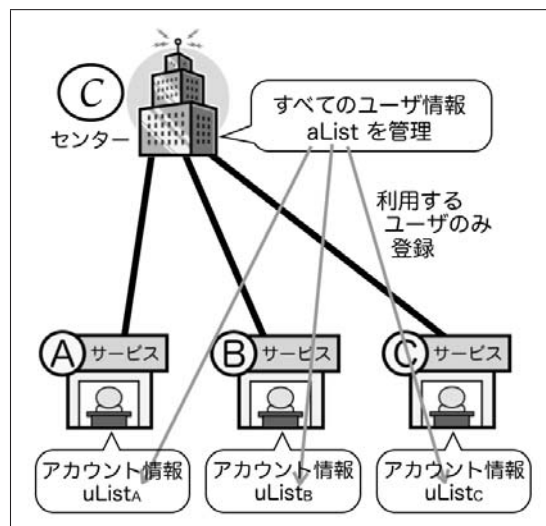 C
センター
すべてのユーザ情報
aList を管理
利用する
ユーザのみ
登録
A サービス
B サービス
C サービス
アカウント情報
uListA
アカウント情報
uListB
アカウント情報
uListC